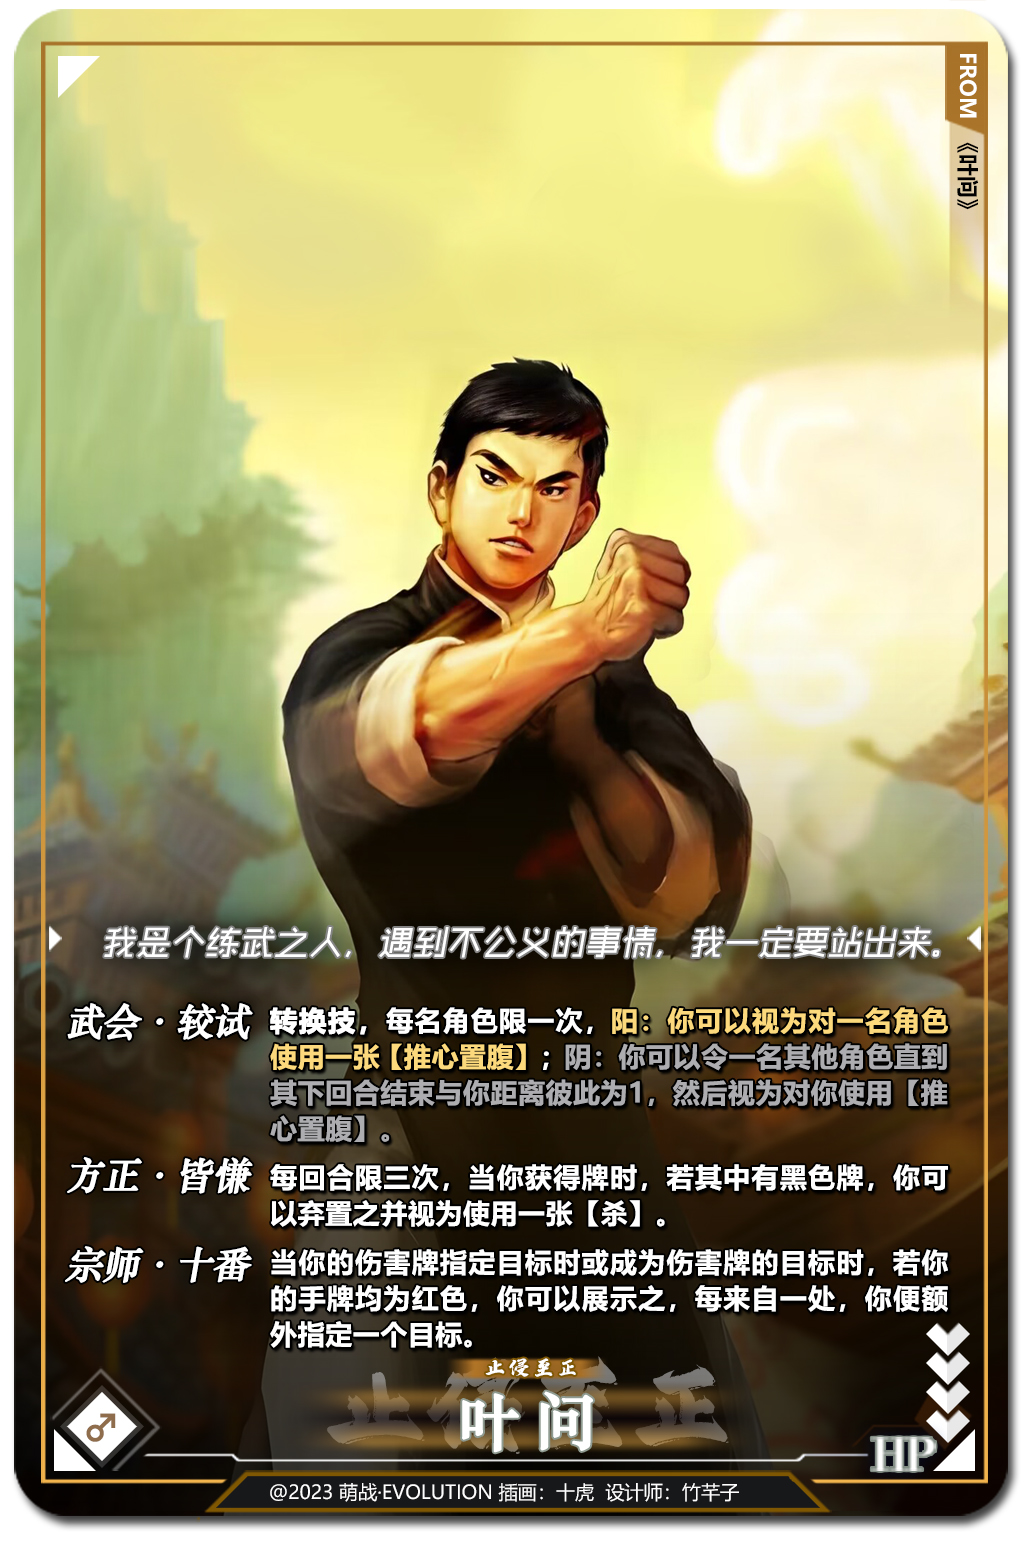 FROM
《叶问》
我是个练武之人，遇到不公义的事情，我一定要站出来。
武会·较试 转换技，每名角色限一次，阳：你可以视为对一名角色
使用一张【推心置腹】；阴：你可以令一名其他角色直到
其下回合结束与你距离彼此为1，然后视为对你使用【推
心置腹】。
方正·皆慊 每回合限三次，当你获得牌时，若其中有黑色牌，你可
以弃置之并视为使用一张【杀】。
宗师·十番 当你的伤害牌指定目标时或成为伤害牌的目标时，若你
的手牌均为红色，你可以展示之，每来自一处，你便额
外指定一个目标。
止侵至正
止侵至正
叶问
♂
HP
@2023 萌战·EVOLUTION 插画：十虎 设计师：竹芊子